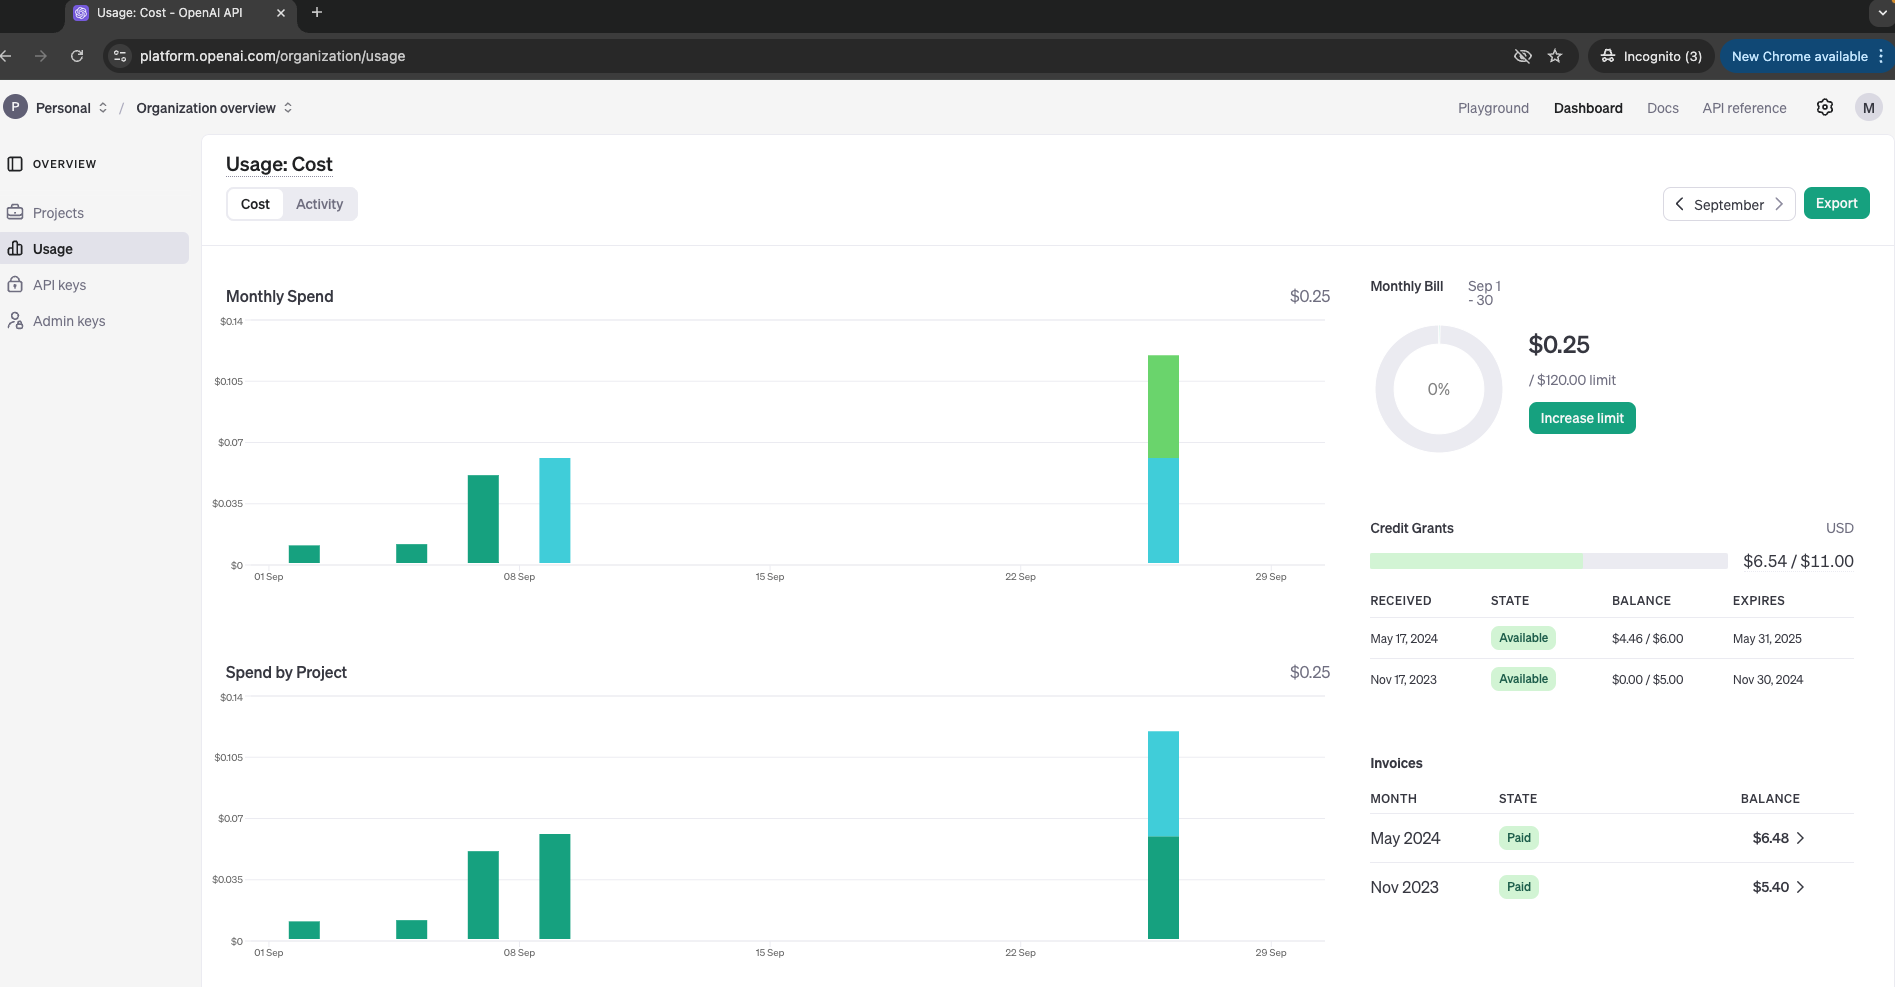 Usage: Cost - OpenAI API
platform.openai.com/organization/usage
Incognito (3)
New Chrome available
P
Personal / Organization overview
Playground Dashboard Docs API reference M
OVERVIEW
Projects
Usage
API keys
Admin keys
Usage: Cost
Cost Activity
September
Export
Monthly Spend $0.25
$0.14
$0.105
$0.07
$0.035
$0
01 Sep 08 Sep 15 Sep 22 Sep 29 Sep
Spend by Project $0.25
$0.14
$0.105
$0.07
$0.035
$0
01 Sep 08 Sep 15 Sep 22 Sep 29 Sep
Monthly Bill Sep 1
- 30
0%
$0.25
/ $120.00 limit
Increase limit
Credit Grants USD
$6.54 / $11.00
RECEIVED STATE BALANCE EXPIRES
May 17, 2024 Available $4.46 / $6.00 May 31, 2025
Nov 17, 2023 Available $0.00 / $5.00 Nov 30, 2024
Invoices
MONTH STATE BALANCE
May 2024 Paid $6.48
Nov 2023 Paid $5.40